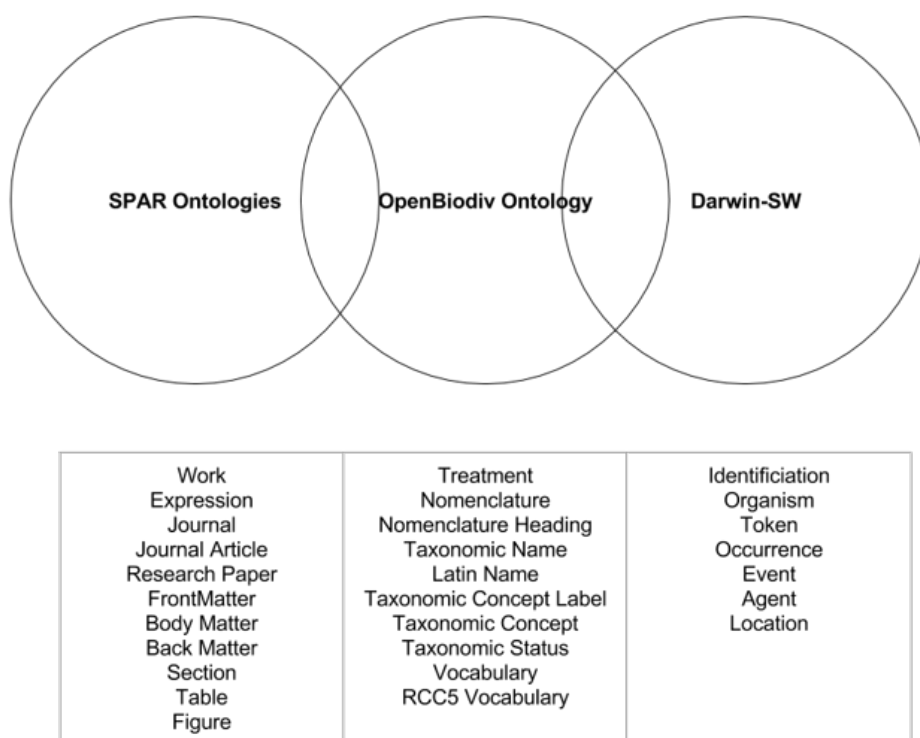 SPAR Ontologies
OpenBiodiv Ontology
Darwin-SW
Work
Expression
Journal
Journal Article
Research Paper
FrontMatter
Body Matter
Back Matter
Section
Table
Figure
Treatment
Nomenclature
Nomenclature Heading
Taxonomic Name
Latin Name
Taxonomic Concept Label
Taxonomic Concept
Taxonomic Status
Vocabulary
RCC5 Vocabulary
Identificiation
Organism
Token
Occurrence
Event
Agent
Location